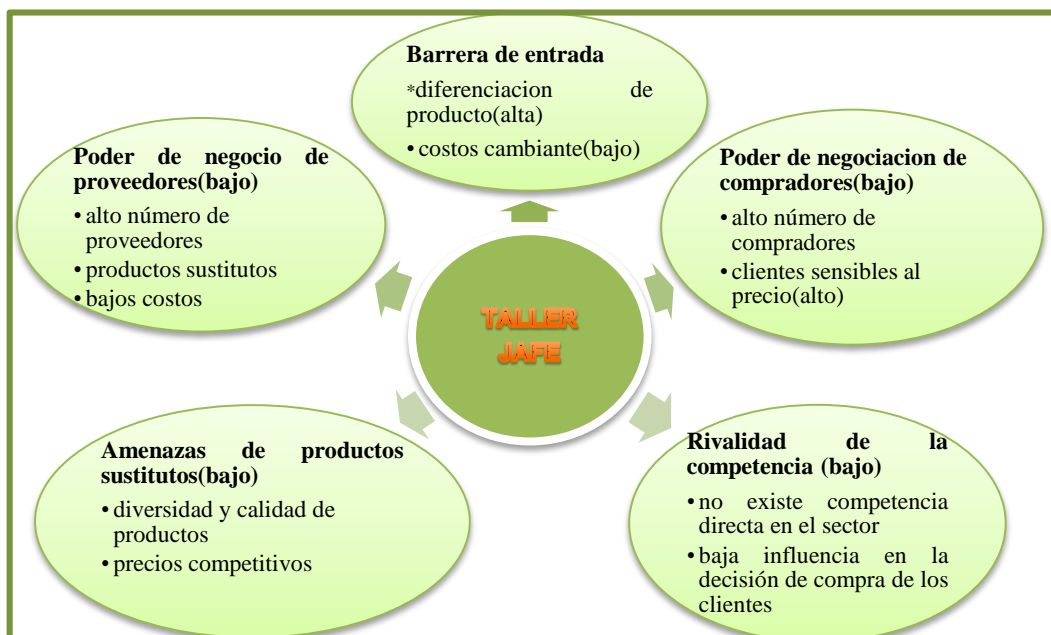 Barrera de entrada
*diferenciacion de
producto(alta)
• costos cambiante(bajo)
Poder de negocio de
proveedores(bajo)
• alto número de
proveedores
• productos sustitutos
• bajos costos
Poder de negociacion de
compradores(bajo)
• alto número de
compradores
• clientes sensibles al
precio(alto)
TALLER
JAFE
Amenazas de productos
sustitutos(bajo)
• diversidad y calidad de
productos
• precios competitivos
Rivalidad de la
competencia (bajo)
• no existe competencia
directa en el sector
• baja influencia en la
decisión de compra de los
clientes